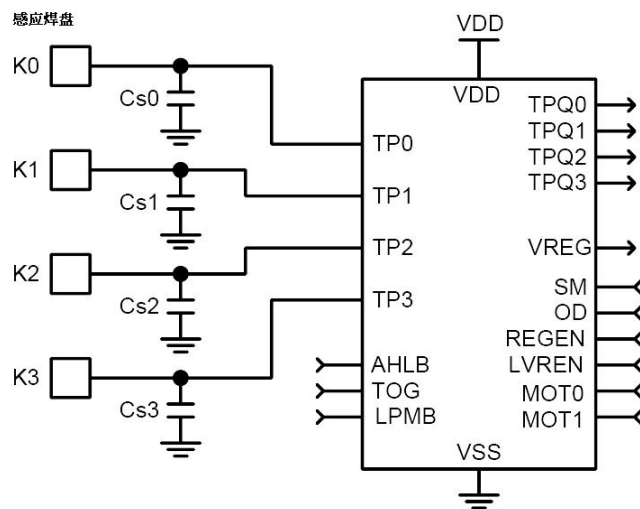 感应焊盘
VDD
K0
VDD
TPQ0
Cs0
TPQ1
TP0
TPQ2
K1
TPQ3
Cs1
TP1
K2
TP2
VREG
SM
Cs2
TP3
OD
REGEN
K3
AHLB
LVREN
TOG
MOT0
Cs3
LPMB
MOT1
VSS